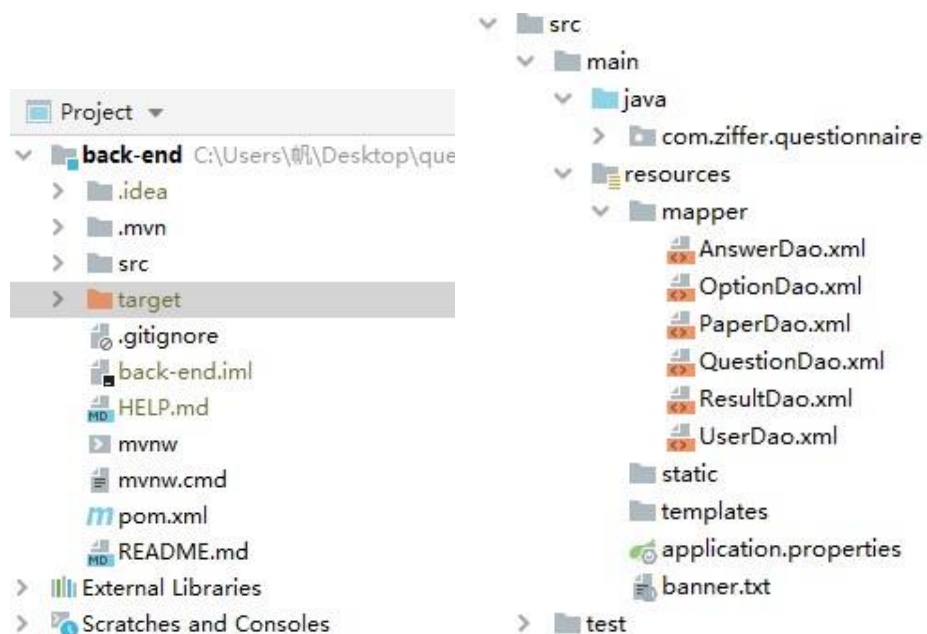 Project
back-end C:\Users\帆\Desktop\que
.idea
.mvn
src
target
.gitignore
back-end.iml
HELP.md
mvnw
mvnw.cmd
pom.xml
README.md
External Libraries
Scratches and Consoles
src
main
java
com.ziffer.questionnaire
resources
mapper
AnswerDao.xml
OptionDao.xml
PaperDao.xml
QuestionDao.xml
ResultDao.xml
UserDao.xml
static
templates
application.properties
banner.txt
test